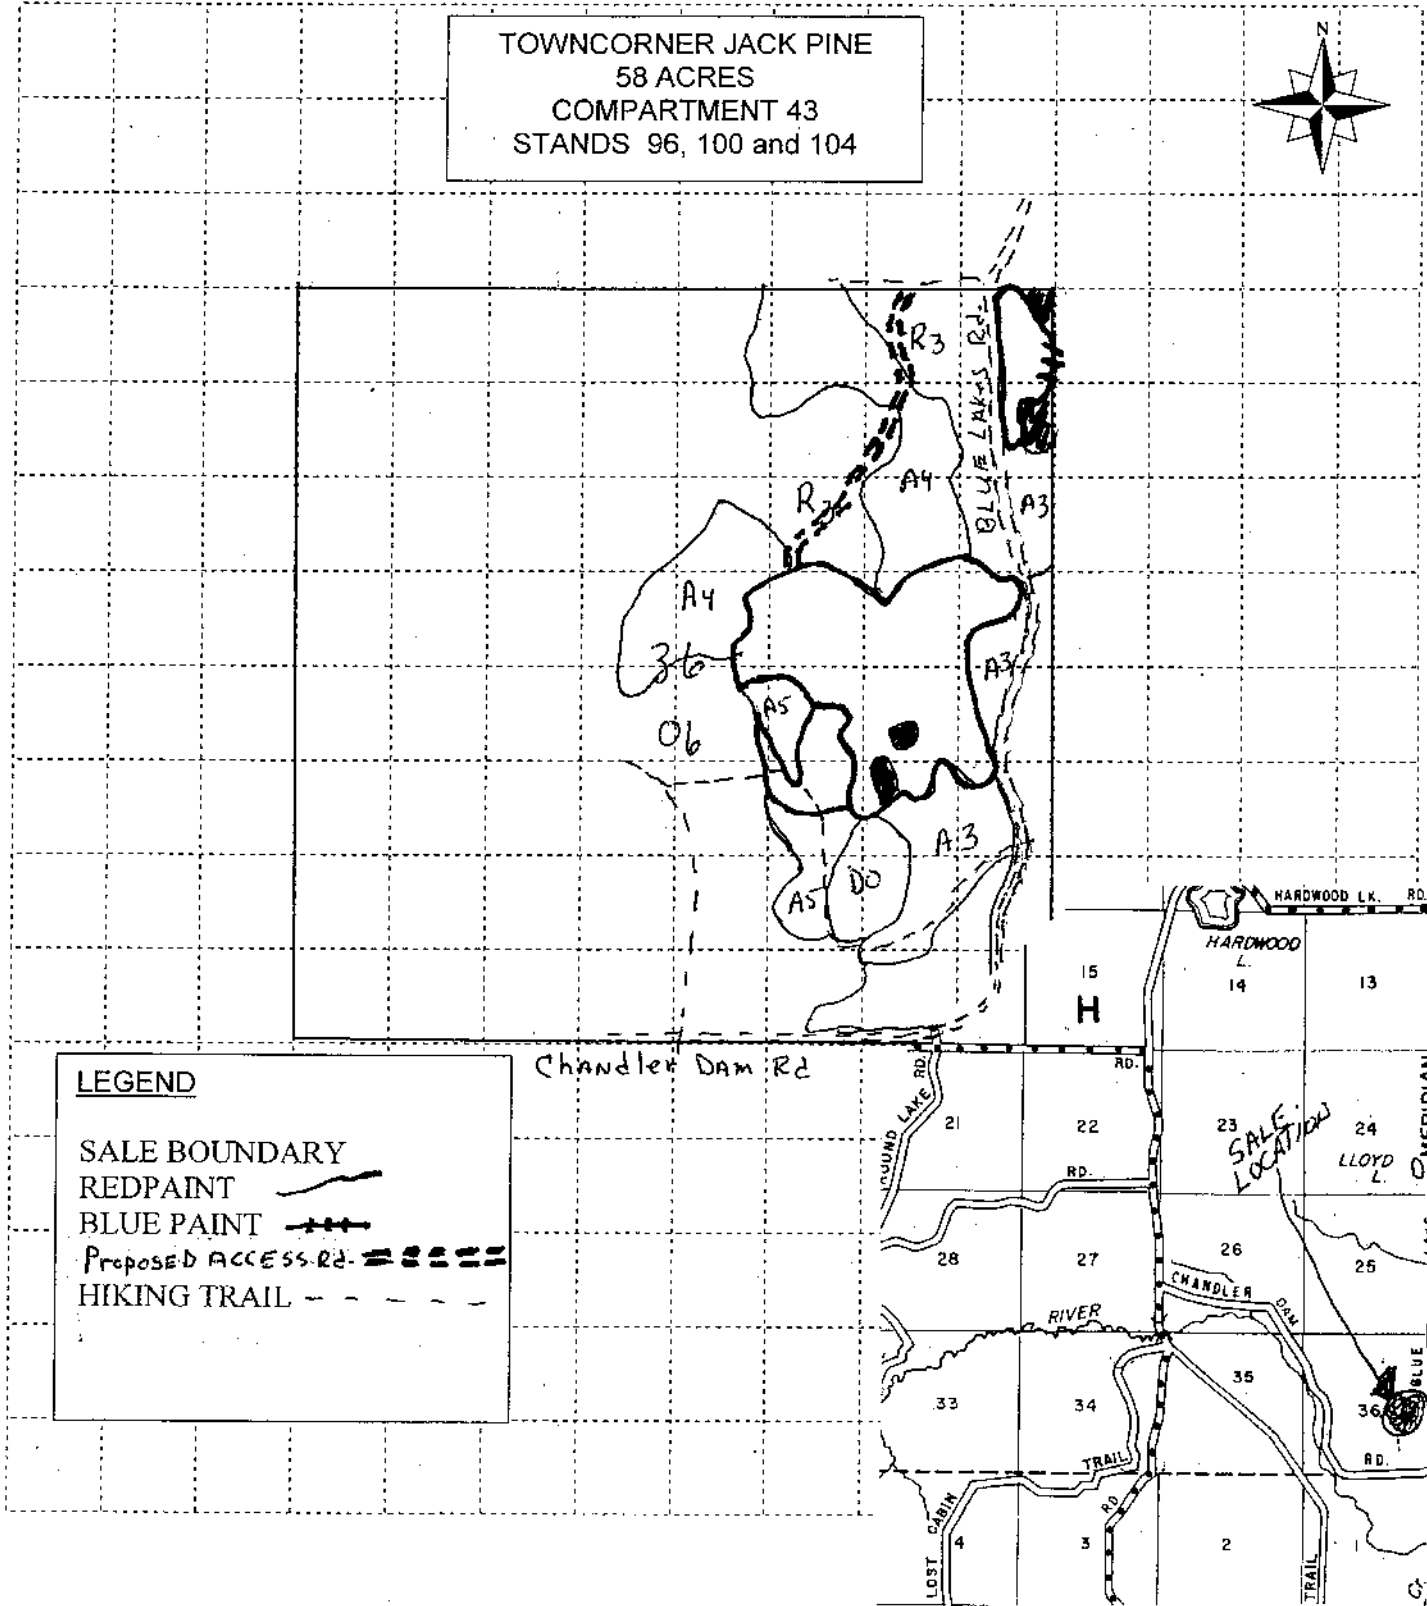 TOWNCORNER JACK PINE
58 ACRES
COMPARTMENT 43
STANDS 96, 100 and 104
N
R3
BLUE LAKES Rd.
A4
R3
A3
A4
36
A3
A5
06
A3
DO
A5
Chandler DAM Rd
LEGEND
SALE BOUNDARY
REDPAINT
BLUE PAINT
PropoSED ACCESS Rd.
HIKING TRAIL
HARDWOOD LK. RD.
HARDWOOD
L.
15
14
13
H
RD.
RD.
ROUND LAKE
21
22
23
24
SALE
LOCATION
LLOYD
L.
MERIDIAN
RD.
28
27
26
25
CHANDLER DAM
RIVER
BLUE
33
34
35
36
RD.
TRAIL
RD
LOST CABIN
4
3
2
1
TRAIL